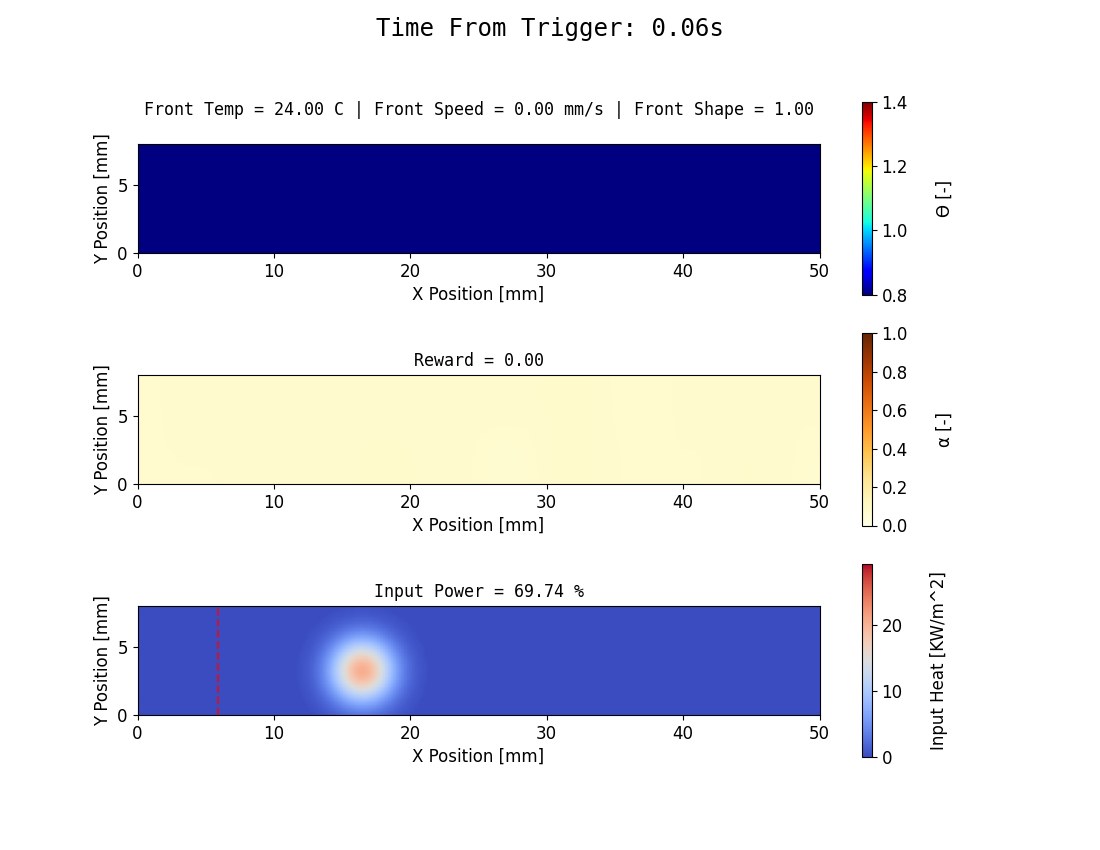 Time From Trigger: 0.06s
Front Temp = 24.00 C | Front Speed = 0.00 mm/s | Front Shape = 1.00
Y Position [mm]
5
0
0 10 20 30 40 50
X Position [mm]
1.4
1.2
1.0
0.8
Θ [-]
Reward = 0.00
Y Position [mm]
5
0
0 10 20 30 40 50
X Position [mm]
1.0
0.8
0.6
0.4
0.2
0.0
α [-]
Input Power = 69.74 %
Y Position [mm]
5
0
0 10 20 30 40 50
X Position [mm]
20
10
0
Input Heat [KW/m^2]